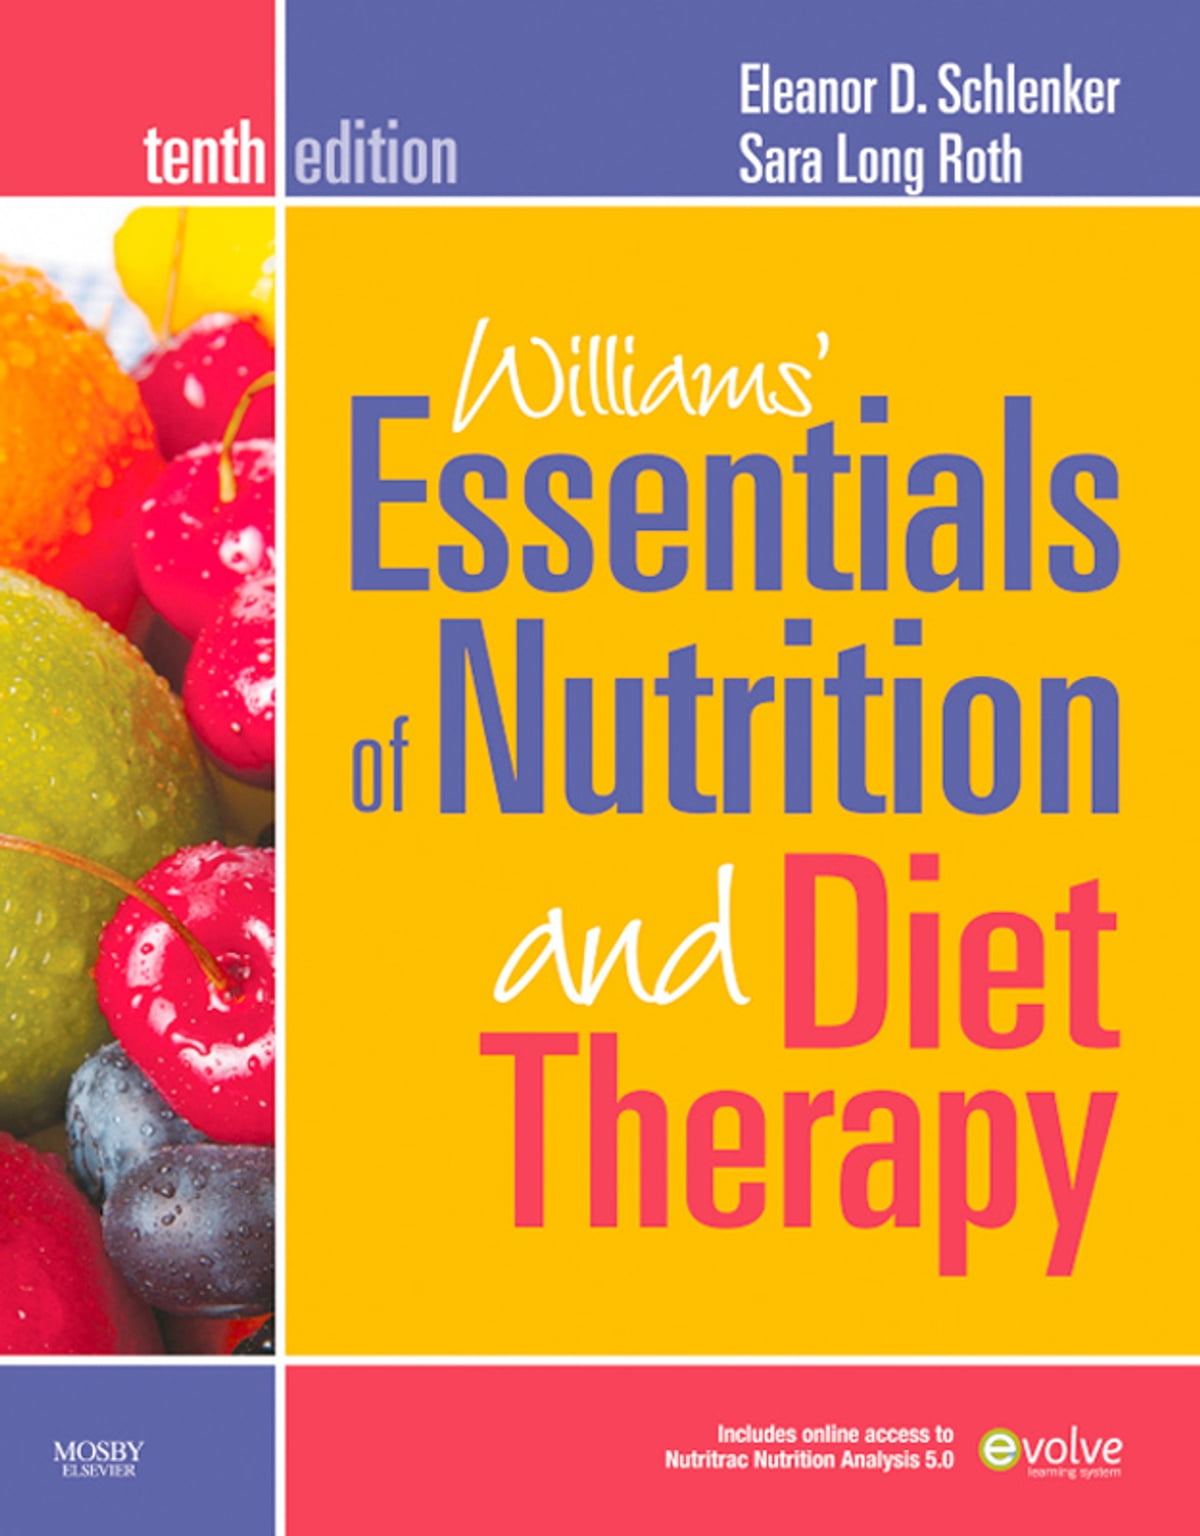 Eleanor D. Schlenker
Sara Long Roth
tenth edition
Williams'
Essentials
of Nutrition
and Diet
Therapy
MOSBY
ELSEVIER
Includes online access to
Nutritrac Nutrition Analysis 5.0
evolve
learning system